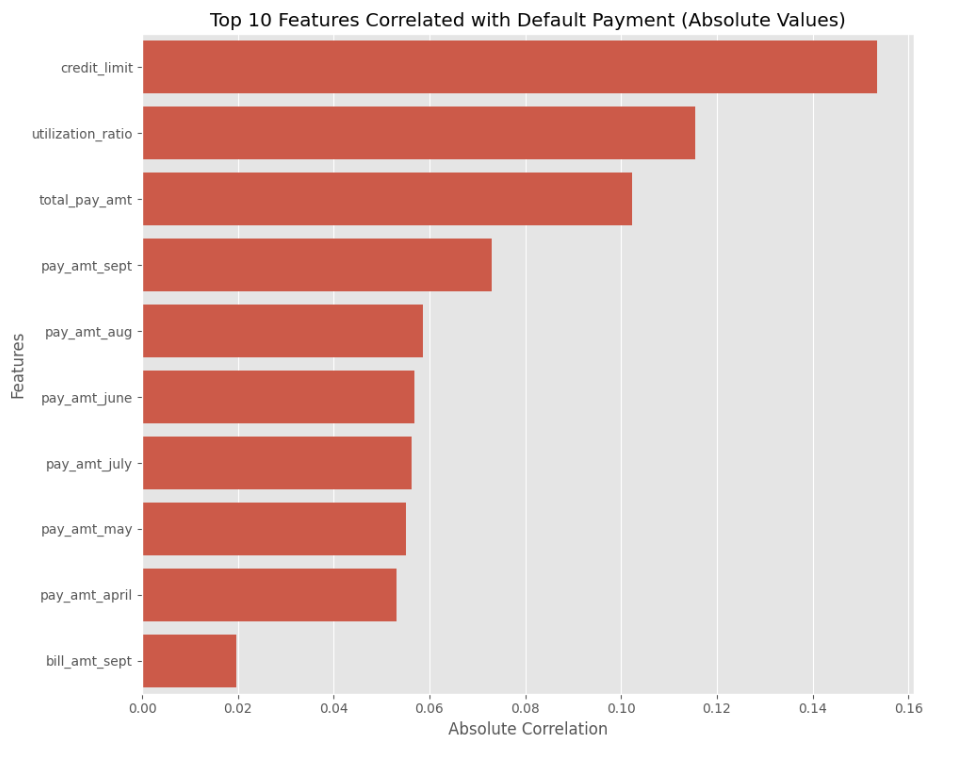 Top 10 Features Correlated with Default Payment (Absolute Values)
Features
credit_limit
utilization_ratio
total_pay_amt
pay_amt_sept
pay_amt_aug
pay_amt_june
pay_amt_july
pay_amt_may
pay_amt_april
bill_amt_sept
0.00 0.02 0.04 0.06 0.08 0.10 0.12 0.14 0.16
Absolute Correlation